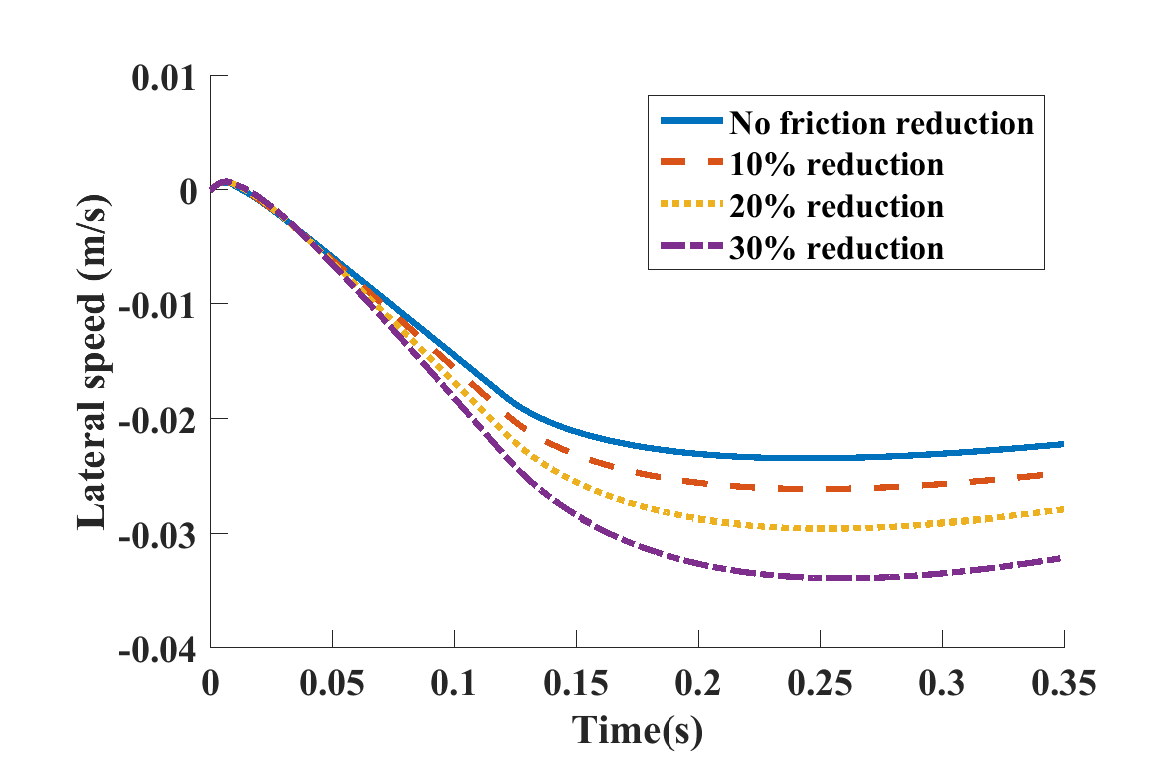 0.01
0
-0.01
-0.02
-0.03
-0.04
Lateral speed (m/s)
No friction reduction
10% reduction
20% reduction
30% reduction
0 0.05 0.1 0.15 0.2 0.25 0.3 0.35
Time(s)